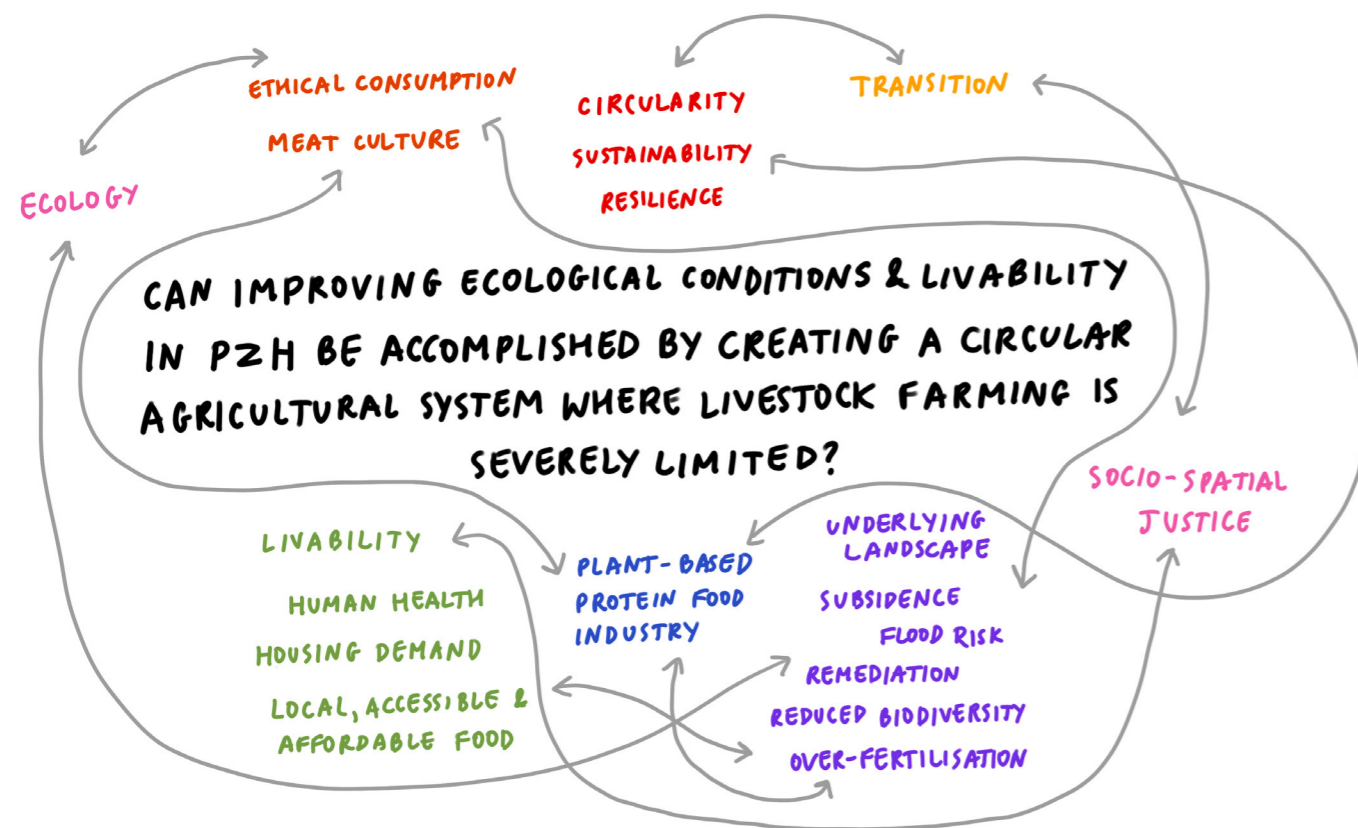 ETHICAL CONSUMPTION
MEAT CULTURE
CIRCULARITY
SUSTAINABILITY
RESILIENCE
TRANSITION
ECOLOGY
CAN IMPROVING ECOLOGICAL CONDITIONS & LIVABILITY
IN PZH BE ACCOMPLISHED BY CREATING A CIRCULAR
AGRICULTURAL SYSTEM WHERE LIVESTOCK FARMING IS
SEVERELY LIMITED?
LIVABILITY
HUMAN HEALTH
HOUSING DEMAND
LOCAL, ACCESSIBLE &
AFFORDABLE FOOD
PLANT-BASED
PROTEIN FOOD
INDUSTRY
UNDERLYING
LANDSCAPE
SUBSIDENCE
FLOOD RISK
REMEDIATION
REDUCED BIODIVERSITY
OVER-FERTILISATION
SOCIO-SPATIAL
JUSTICE